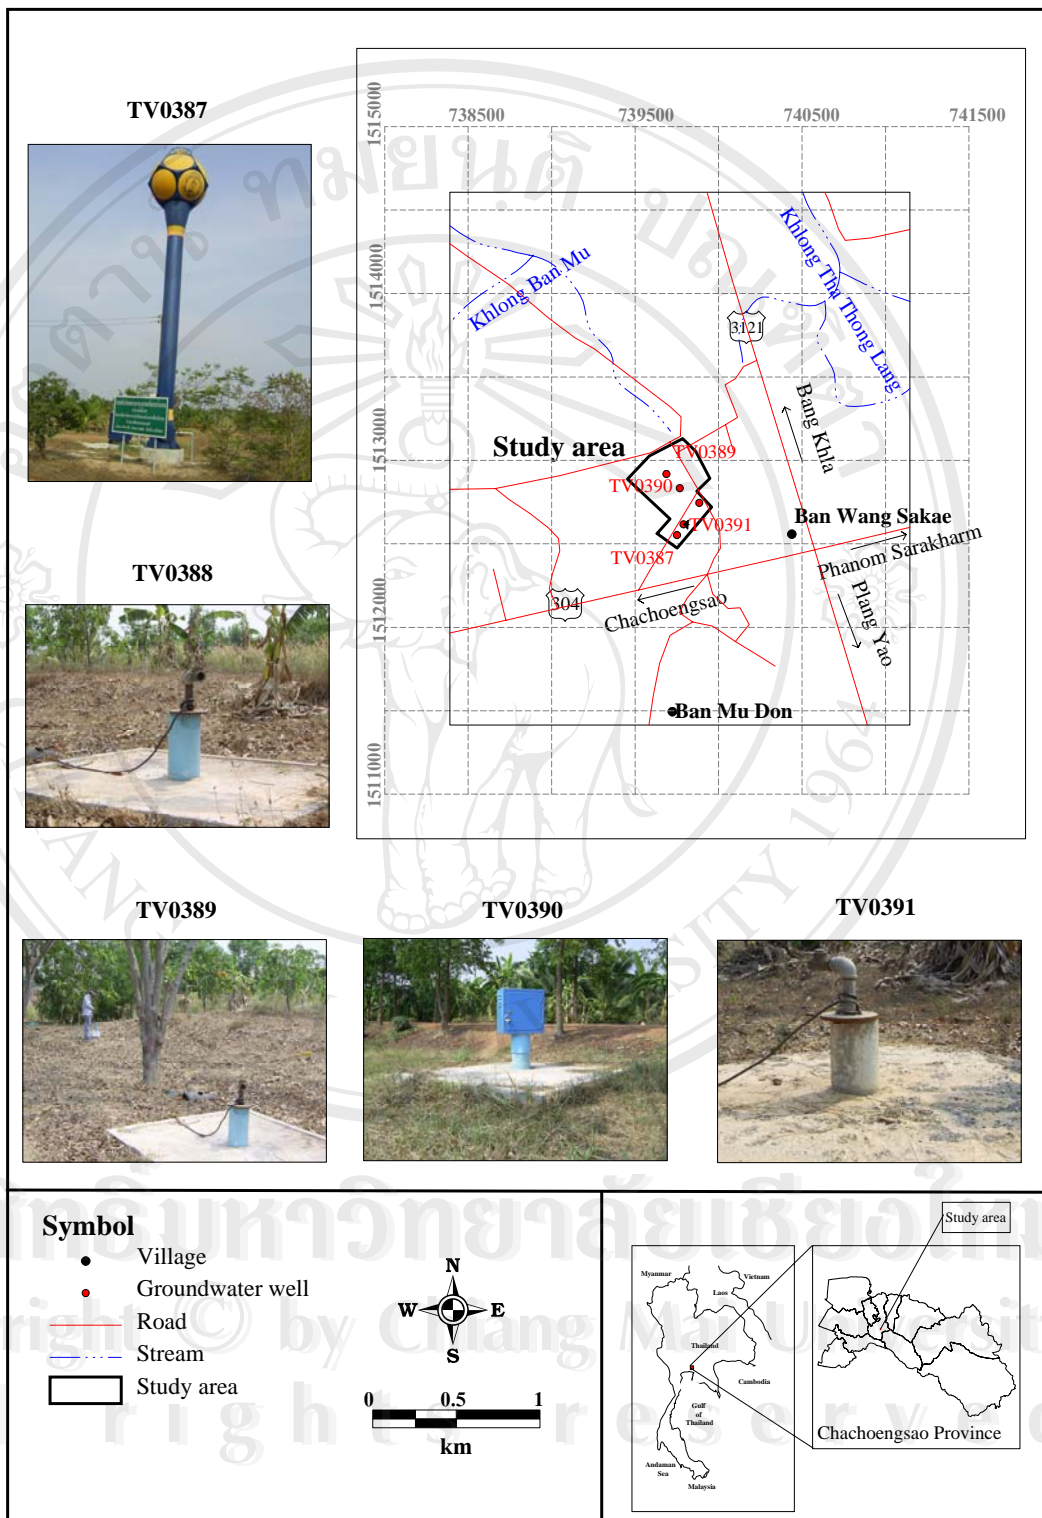 TV0387
738500
739500
740500
741500
1515000
1514000
1513000
1512000
1511000
Khlong Ban Mu
Khlong Tha Thong Lang
3121
Bang Khla
Study area
TV0389
TV0390
TV0391
TV0387
Ban Wang Sakae
Phanom Sarakharm
Plang Yao
304
Chachoengsao
Ban Mu Don
TV0388
TV0389
TV0390
TV0391
Symbol
Village
Groundwater well
Road
Stream
Study area
N
W
E
S
0 0.5 1
km
Study area
Myanmar
Vietnam
Laos
Thailand
Cambodia
Gulf
of
Thailand
Andaman
Sea
Malaysia
Chachoengsao Province